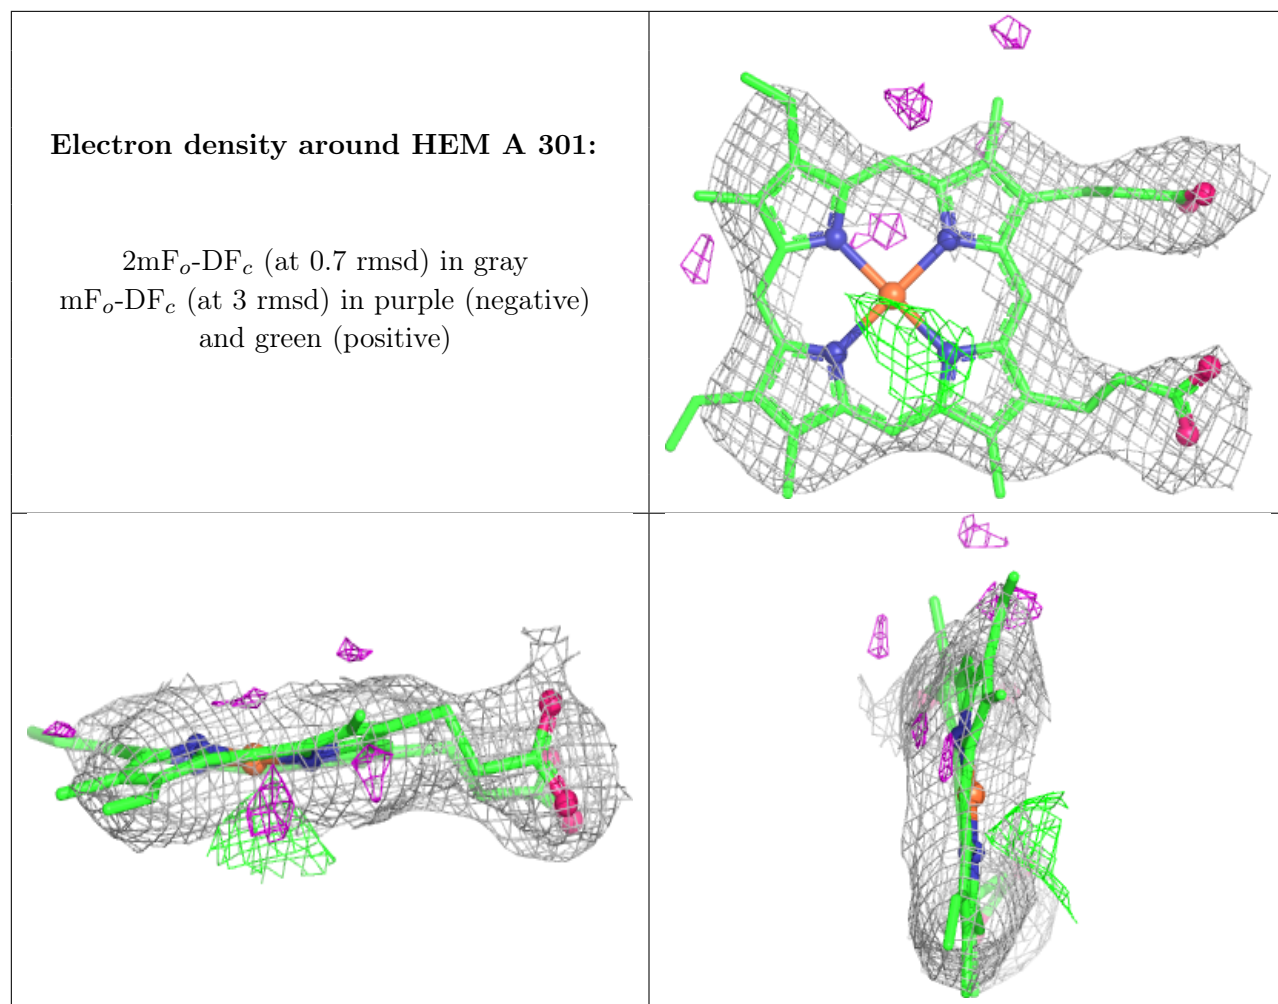 Electron density around HEM A 301:
2mFₒ-DF𝒸 (at 0.7 rmsd) in gray
mFₒ-DF𝒸 (at 3 rmsd) in purple (negative)
and green (positive)